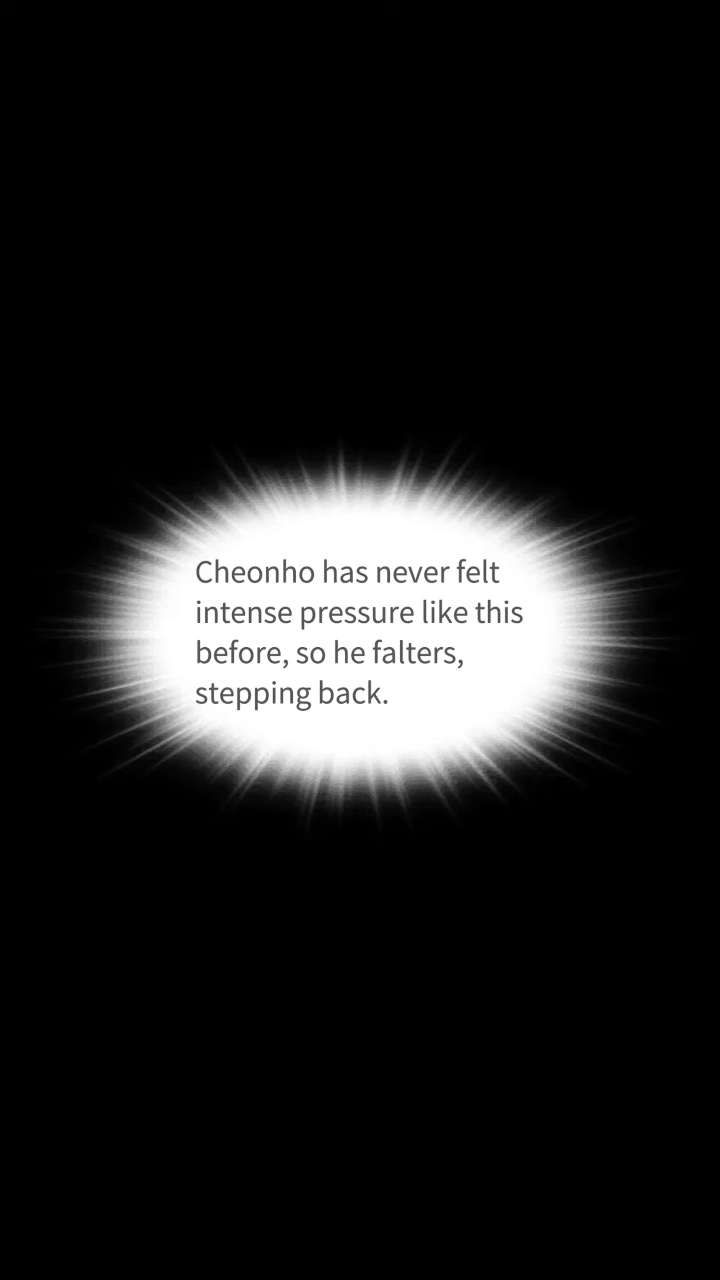 Cheonho has never felt
intense pressure like this
before, so he falters,
stepping back.